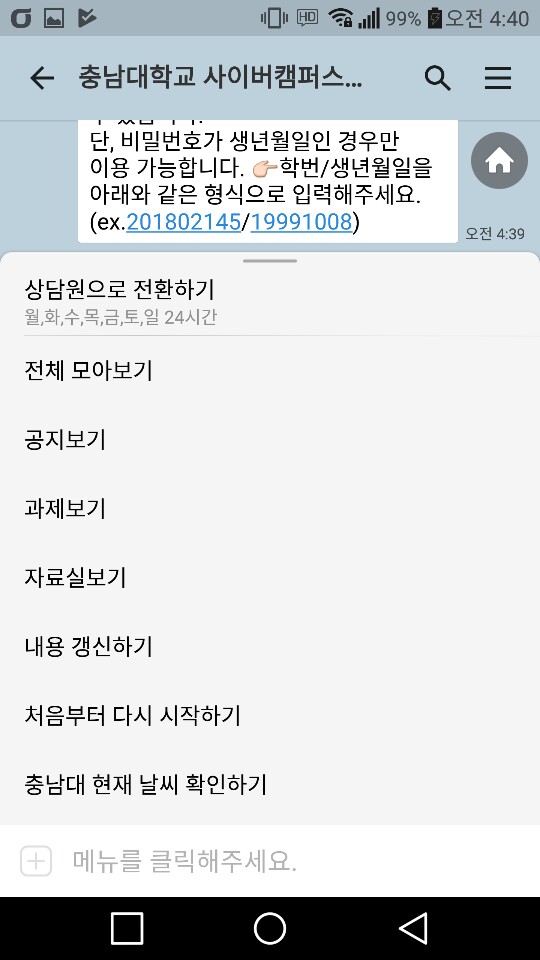 HD 99% 오전 4:40
충남대학교 사이버캠퍼스...
단, 비밀번호가 생년월일인 경우만
이용 가능합니다. 👉🏻학번/생년월일을
아래와 같은 형식으로 입력해주세요.
(ex.201802145/19991008)
오전 4:39
상담원으로 전환하기
월,화,수,목,금,토,일 24시간
전체 모아보기
공지보기
과제보기
자료실보기
내용 갱신하기
처음부터 다시 시작하기
충남대 현재 날씨 확인하기
메뉴를 클릭해주세요.